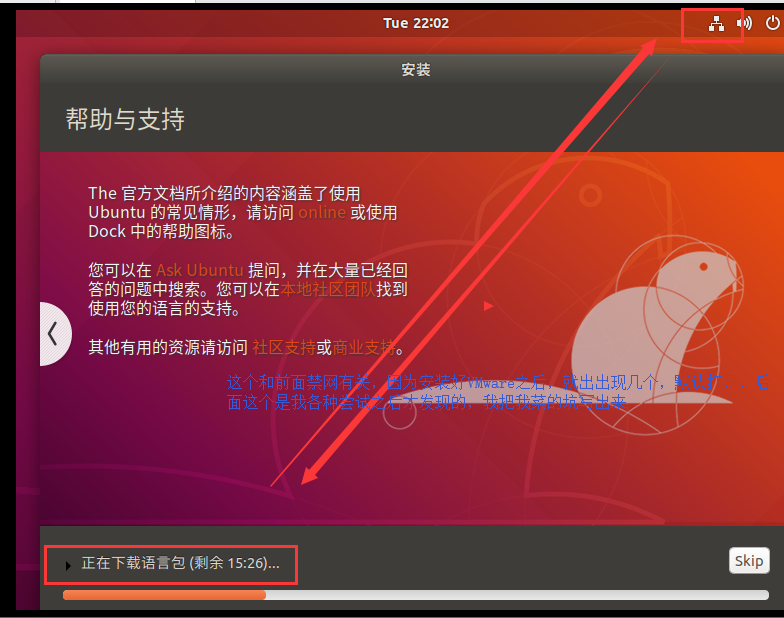 Tue 22:02
安装
帮助与支持
The 官方文档所介绍的内容涵盖了使用
Ubuntu 的常见情形，请访问 online 或使用
Dock 中的帮助图标。
您可以在 Ask Ubuntu 提问，并在大量已经回
答的问题中搜索。您可以在本地社区团队找到
使用您的语言的支持。
其他有用的资源请访问 社区支持或商业支持。
这个和前面禁网有关，因为安装好VMware之后，就出出现几个，
面这个是我各种尝试之后才发现的，我把我菜的坑写出来
正在下载语言包 (剩余 15:26)...
Skip